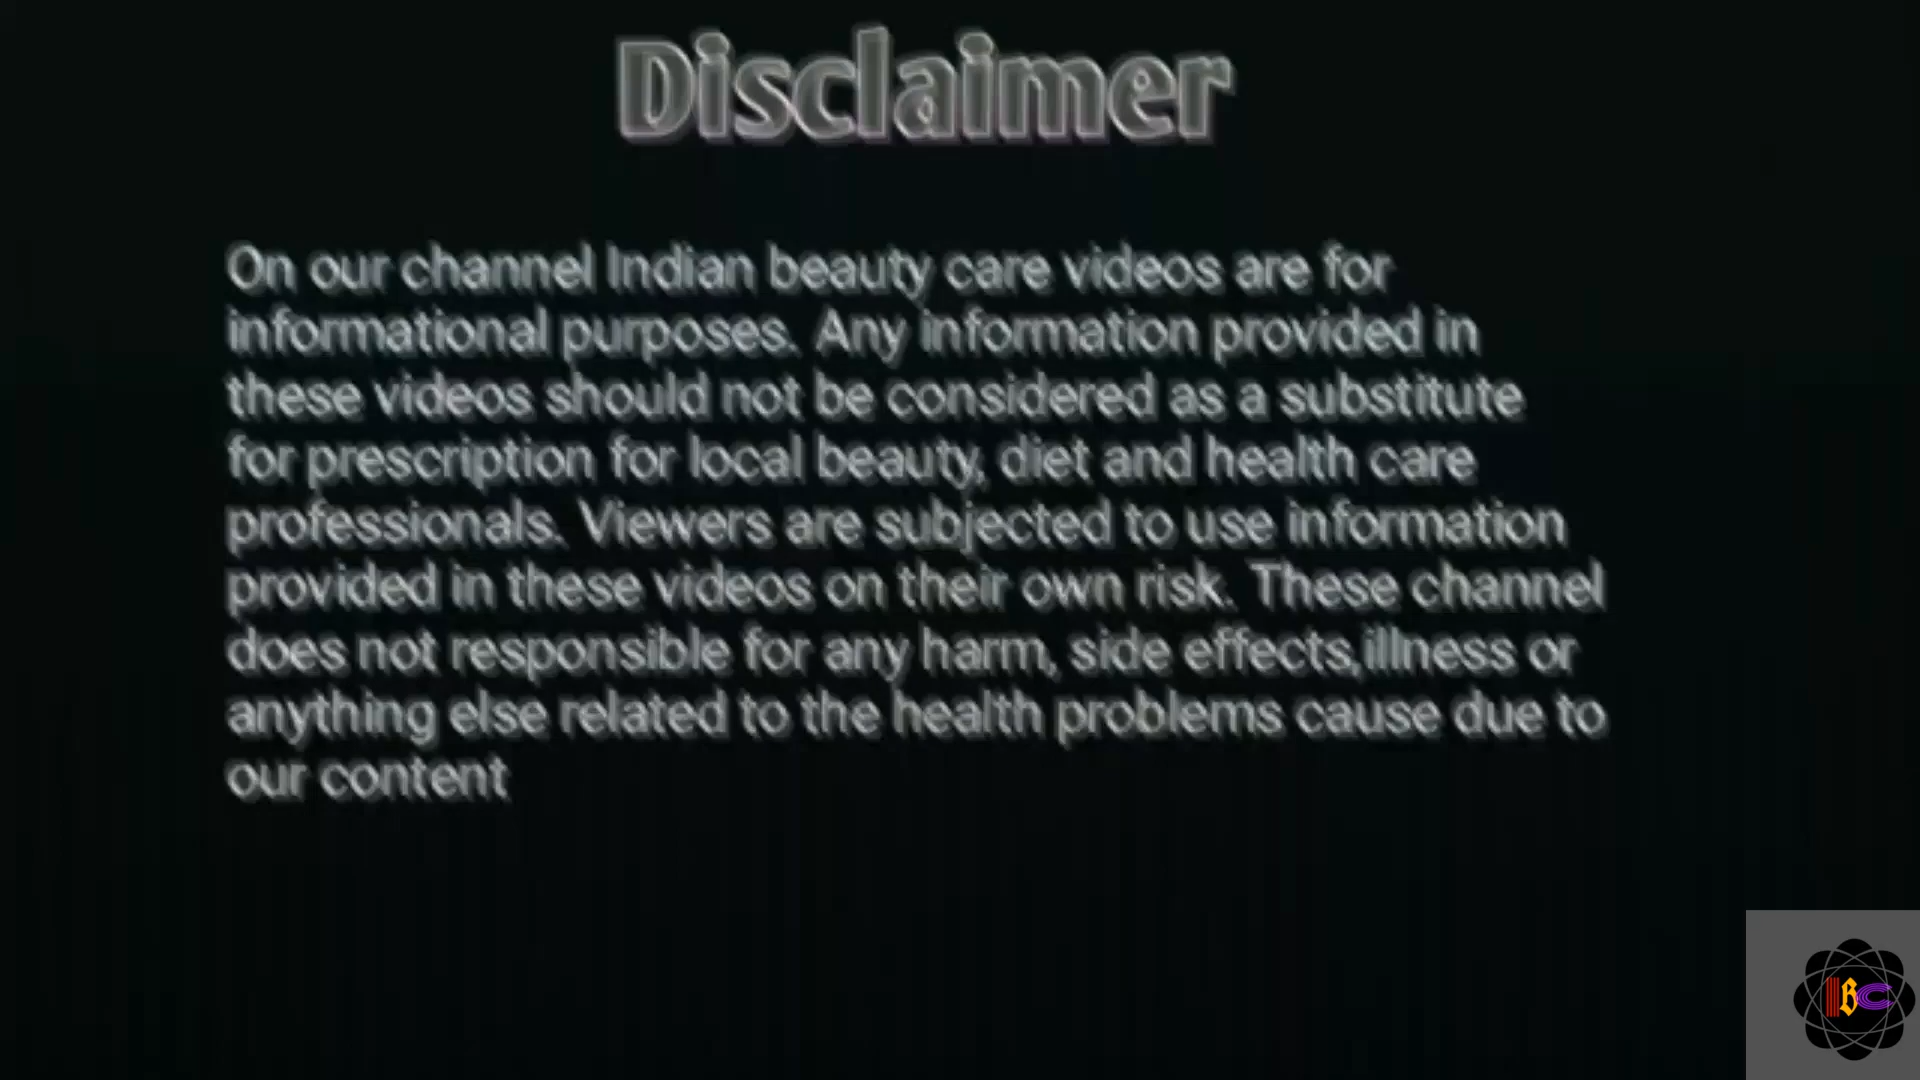 Disclaimer
On our channel Indian beauty care videos are for
informational purposes. Any information provided in
these videos should not be considered as a substitute
for prescription for local beauty, diet and health care
professionals. Viewers are subjected to use information
provided in these videos on their own risk. These channel
does not responsible for any harm, side effects,illness or
anything else related to the health problems cause due to
our content
IBC